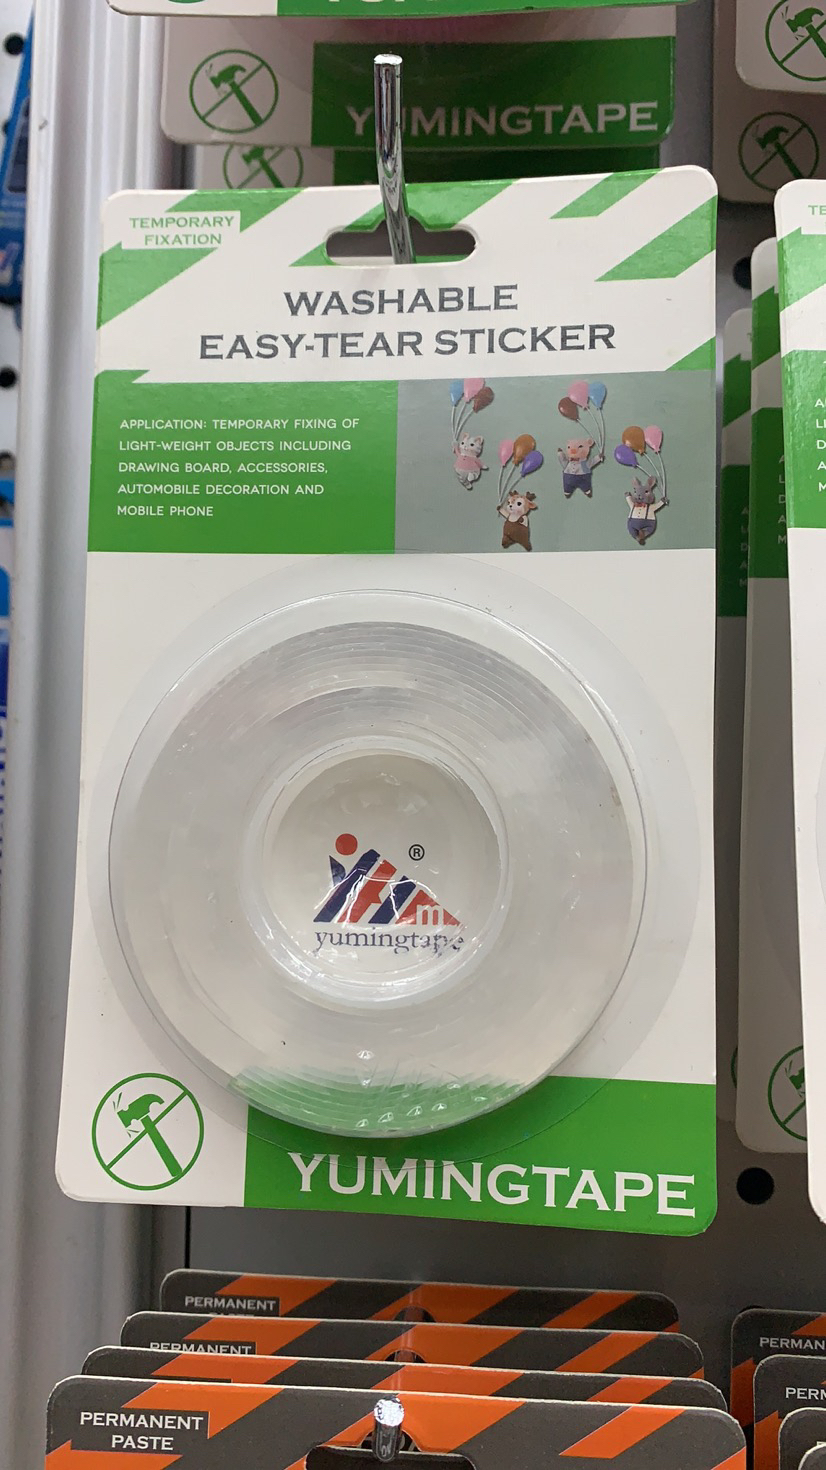 YUMINGTAPE
TEMPORARY
FIXATION
WASHABLE
EASY-TEAR STICKER
APPLICATION: TEMPORARY FIXING OF
LIGHT-WEIGHT OBJECTS INCLUDING
DRAWING BOARD, ACCESSORIES,
AUTOMOBILE DECORATION AND
MOBILE PHONE
®
yumingtape
YUMINGTAPE
PERMANENT
PERMANENT
PERMANENT
PASTE